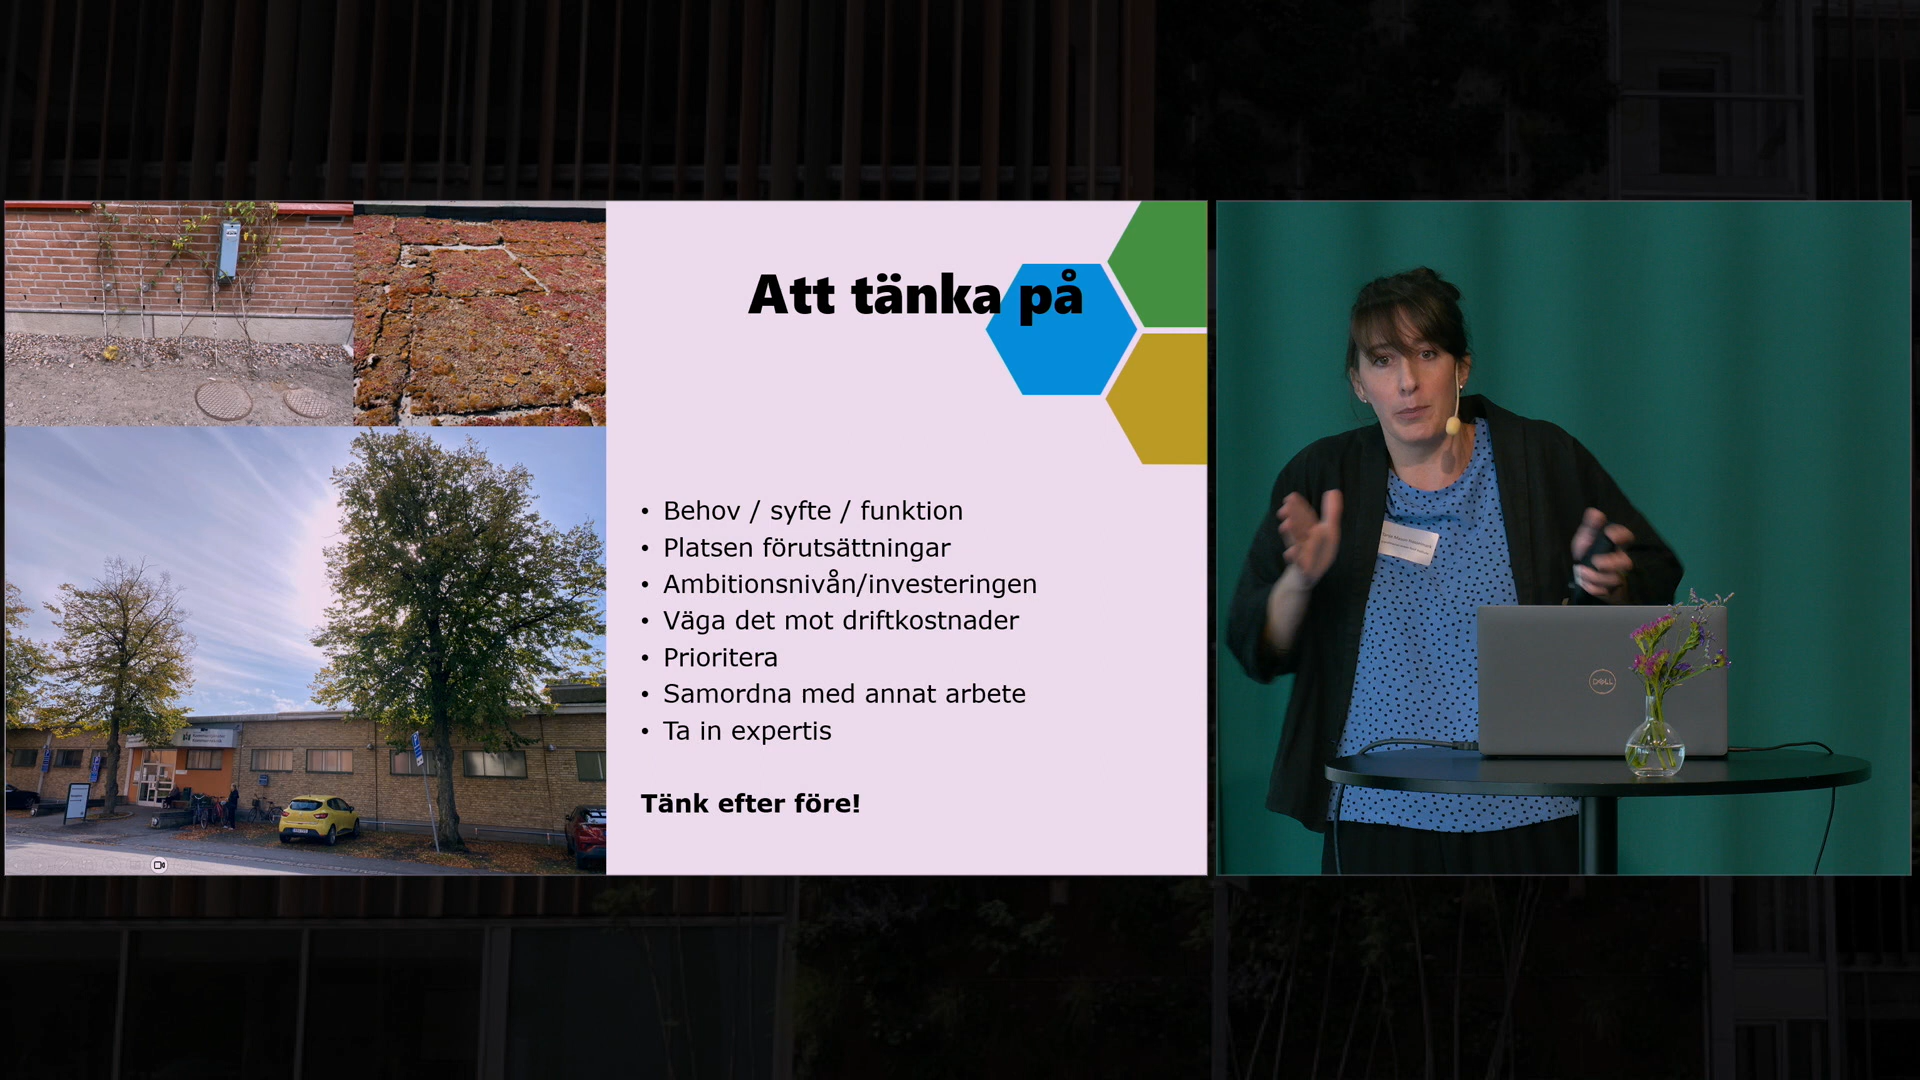 Att tänka på
• Behov / syfte / funktion
• Platsen förutsättningar
• Ambitionsnivån/investeringen
• Väga det mot driftkostnader
• Prioritera
• Samordna med annat arbete
• Ta in expertis
Tänk efter före!
DELL